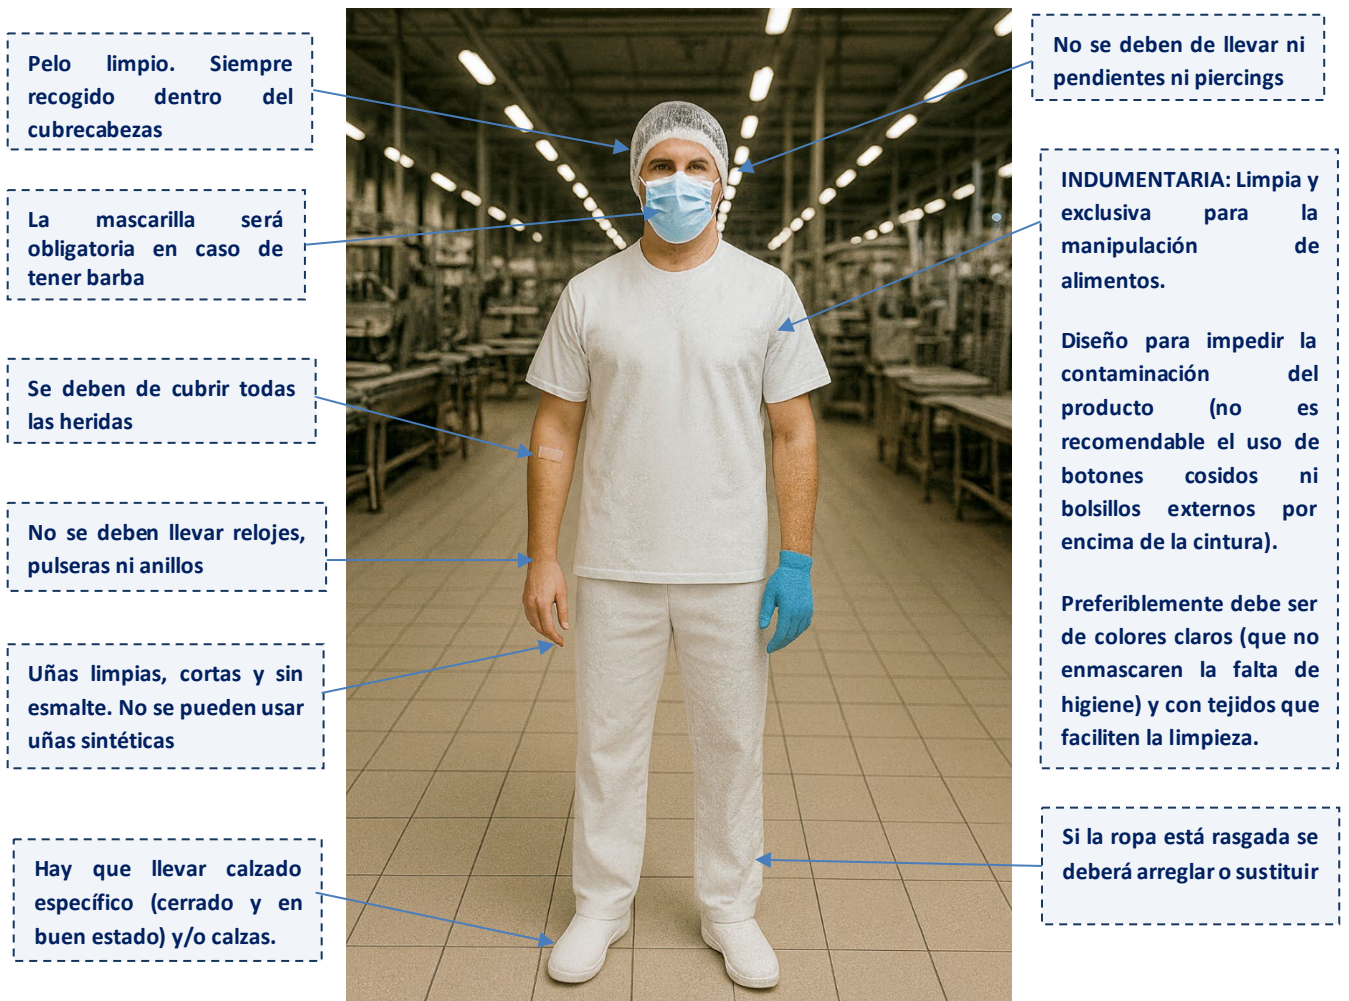 Pelo limpio. Siempre
recogido dentro del
cubrecabezas
La mascarilla será
obligatoria en caso de
tener barba
Se deben de cubrir todas
las heridas
No se deben llevar relojes,
pulseras ni anillos
Uñas limpias, cortas y sin
esmalte. No se pueden usar
uñas sintéticas
Hay que llevar calzado
específico (cerrado y en
buen estado) y/o calzas.
No se deben de llevar ni
pendientes ni piercings
INDUMENTARIA: Limpia y
exclusiva para la
manipulación de
alimentos.
Diseño para impedir la
contaminación del
producto (no es
recomendable el uso de
botones cosidos ni
bolsillos externos por
encima de la cintura).
Preferiblemente debe ser
de colores claros (que no
enmascaren la falta de
higiene) y con tejidos que
faciliten la limpieza.
Si la ropa está rasgada se
deberá arreglar o sustituir